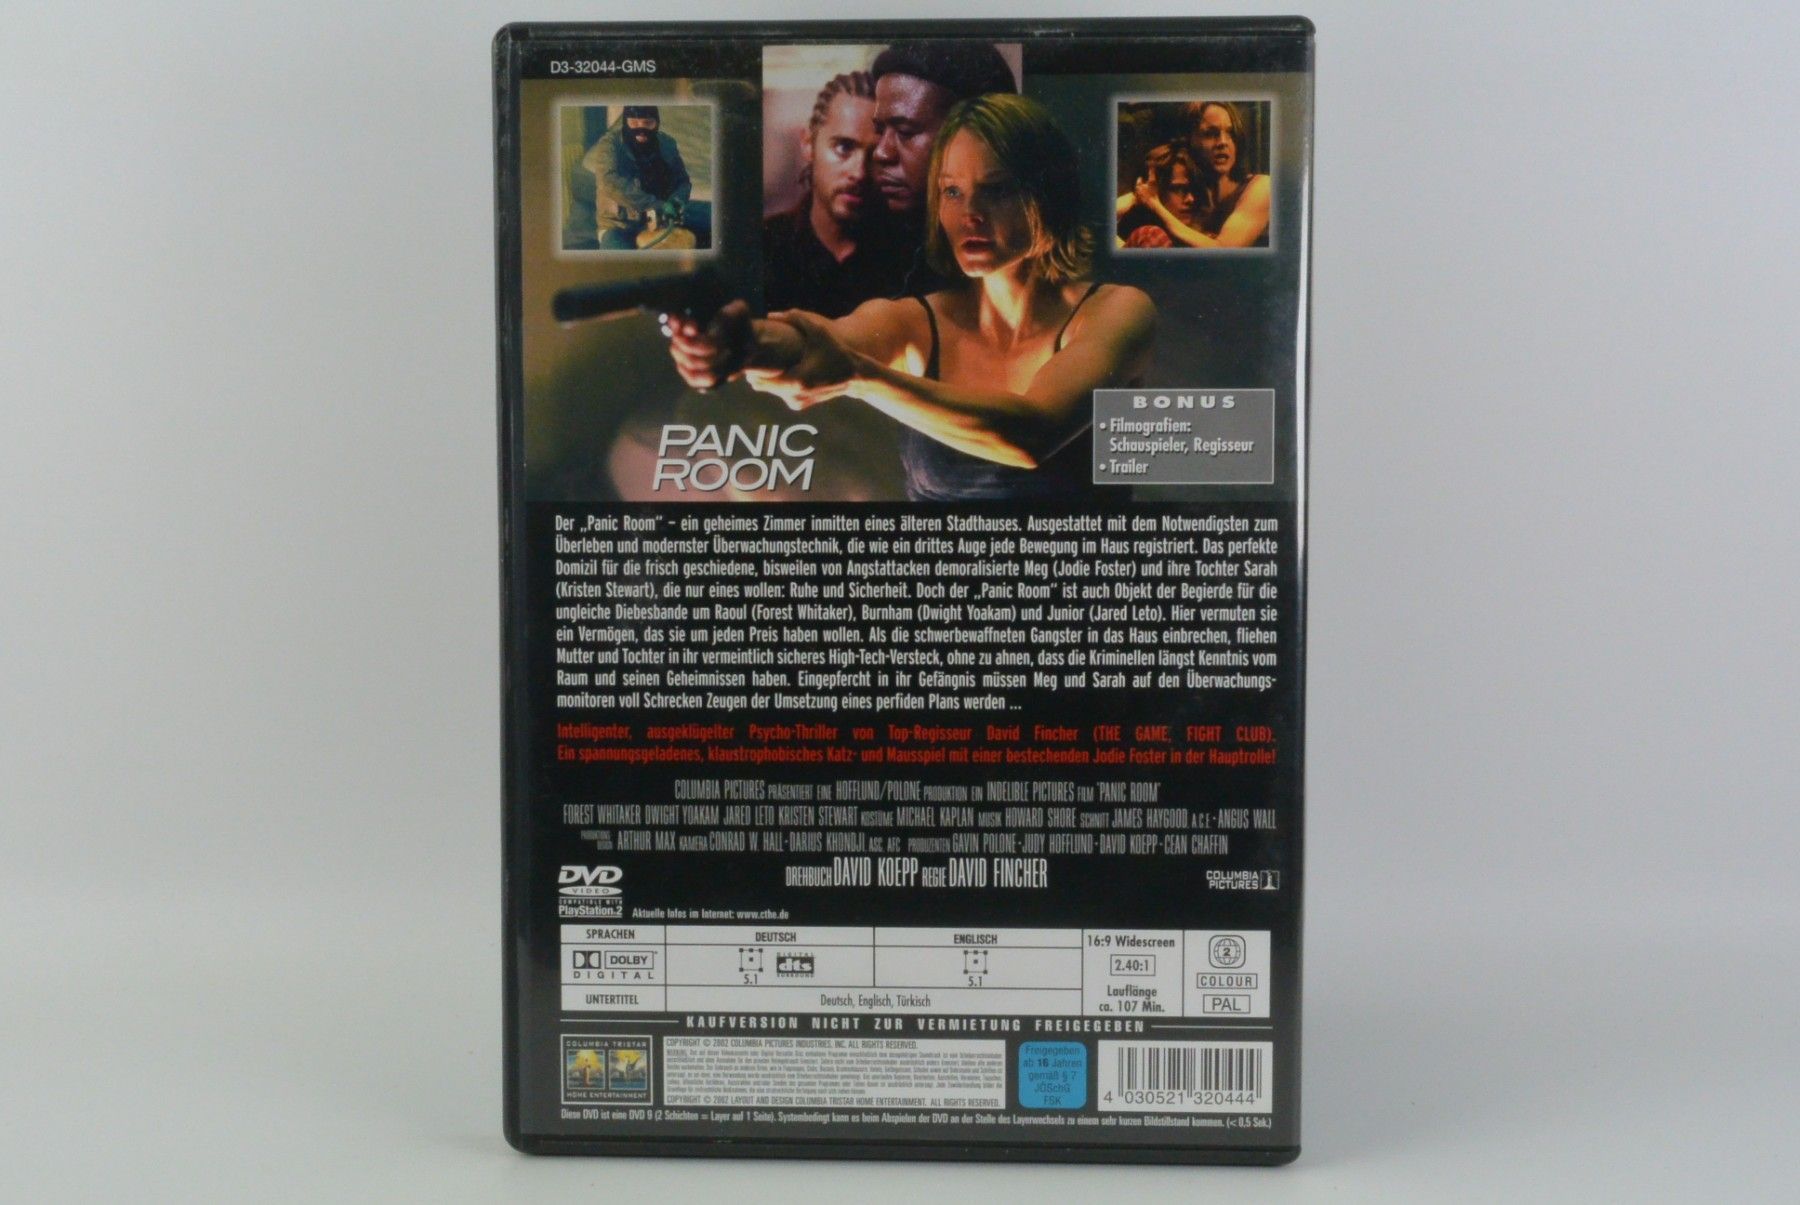 D3-32044-GMS
BONUS
• Filmografien:
Schauspieler, Regisseur
• Trailer
PANIC
ROOM
Der „Panic Room“ – ein geheimes Zimmer inmitten eines älteren Stadthauses. Ausgestattet mit dem Notwendigsten zum
Überleben und modernster Überwachungstechnik, die wie ein drittes Auge jede Bewegung im Haus registriert. Das perfekte
Domizil für die frisch geschiedene, bisweilen von Angstattacken demoralisierte Meg (Jodie Foster) und ihre Tochter Sarah
(Kristen Stewart), die nur eines wollen: Ruhe und Sicherheit. Doch der „Panic Room“ ist auch Objekt der Begierde für die
ungleiche Diebesbande um Raoul (Forest Whitaker), Burnham (Dwight Yoakam) und Junior (Jared Leto). Hier vermuten sie
ein Vermögen, das sie um jeden Preis haben wollen. Als die schwerbewaffneten Gangster in das Haus einbrechen, fliehen
Mutter und Tochter in ihr vermeintlich sicheres High-Tech-Versteck, ohne zu ahnen, dass die Kriminellen längst Kenntnis vom
Raum und seinen Geheimnissen haben. Eingepfercht in ihr Gefängnis müssen Meg und Sarah auf den Überwachungs-
monitoren voll Schrecken Zeugen der Umsetzung eines perfiden Plans werden ...
Intelligenter, ausgeklügelter Psycho-Thriller von Top-Regisseur David Fincher (THE GAME, FIGHT CLUB).
Ein spannungsgeladenes, klaustrophobisches Katz- und Mausspiel mit einer bestechenden Jodie Foster in der Hauptrolle!
COLUMBIA PICTURES PRÄSENTIERT EINE HOFFLUND/POLONE PRODUKTION EIN INDELIBLE PICTURES FILM "PANIC ROOM"
FOREST WHITAKER DWIGHT YOAKAM JARED LETO KRISTEN STEWART KOSTÜME MICHAEL KAPLAN MUSIK HOWARD SHORE SCHNITT JAMES HAYGOOD A.C.E • ANGUS WALL
PRODUKTIONS DESIGN ARTHUR MAX KAMERA CONRAD W. HALL • DARIUS KHONDJI, ASC, AFC PRODUZENTEN GAVIN POLONE • JUDY HOFFLUND • DAVID KOEPP • CEAN CHAFFIN
DREHBUCH DAVID KOEPP REGIE DAVID FINCHER
COLUMBIA
PICTURES
DVD
VIDEO
COMPATIBLE WITH
PlayStation.2
Aktuelle Infos im Internet: www.cthe.de
SPRACHEN
DEUTSCH
ENGLISCH
DOLBY
DIGITAL
5.1
DIGITAL
dts
SURROUND
5.1
UNTERTITEL
Deutsch, Englisch, Türkisch
16:9 Widescreen
2.40:1
Lauflänge
ca. 107 Min.
2
COLOUR
PAL
KAUFVERSION NICHT ZUR VERMIETUNG FREIGEGEBEN
COLUMBIA TRISTAR
HOME ENTERTAINMENT
COPYRIGHT © 2002 COLUMBIA PICTURES INDUSTRIES, INC. ALL RIGHTS RESERVED.
COPYRIGHT © 2002 LAYOUT AND DESIGN COLUMBIA TRISTAR HOME ENTERTAINMENT. ALL RIGHTS RESERVED.
Freigegeben
ab 16 Jahren
gemäß § 7
JÖSchG
FSK
4 030521 320444
Diese DVD ist eine DVD 9 (2 Schichten = Layer auf 1 Seite). Systembedingt kann es beim Abspielen der DVD an der Stelle des Layerwechsels zu einem sehr kurzen Bildstillstand kommen. (< 0,5 Sek.)